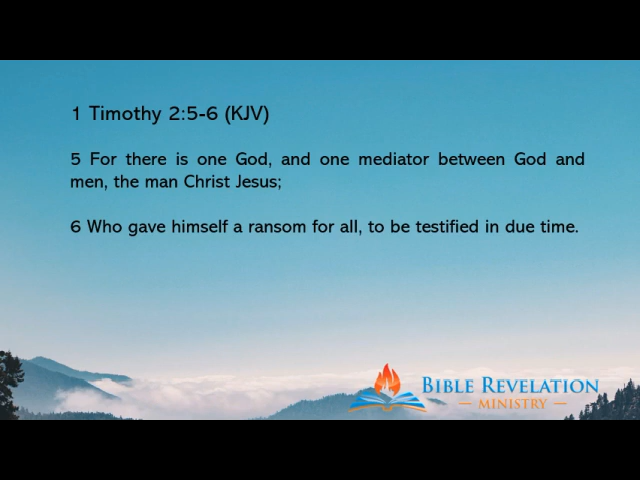 1 Timothy 2:5-6 (KJV)
5 For there is one God, and one mediator between God and
men, the man Christ Jesus;
6 Who gave himself a ransom for all, to be testified in due time.
BIBLE REVELATION
MINISTRY